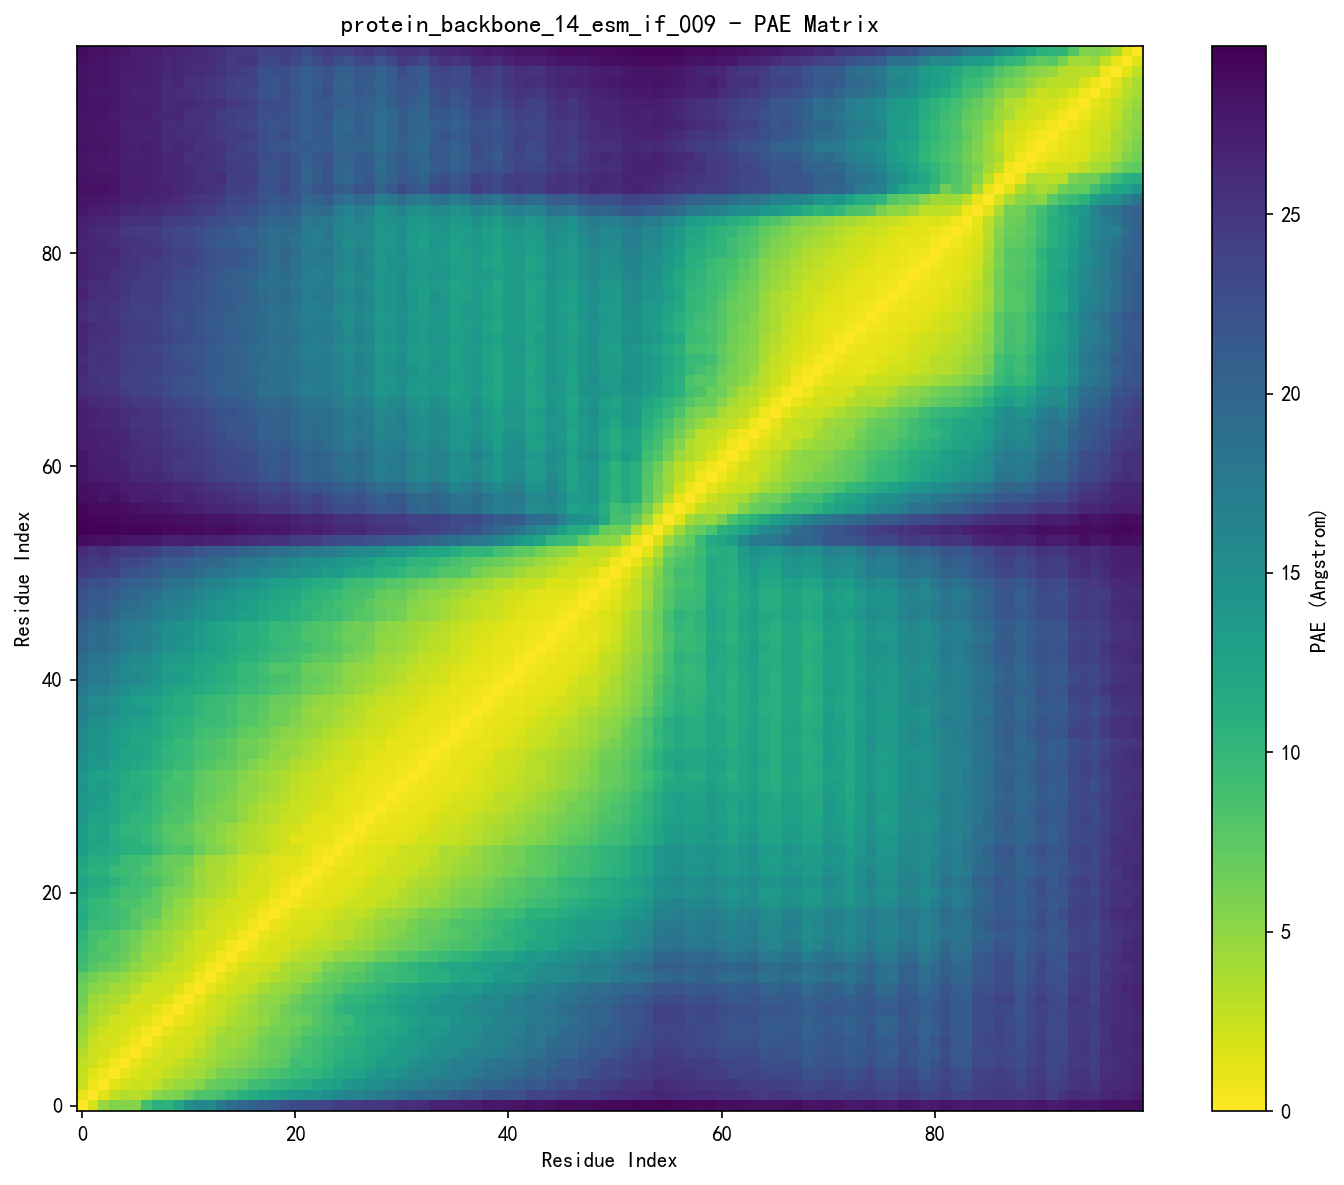 protein_backbone_14_esm_if_009 - PAE Matrix
Residue Index
80
60
40
20
0
0 20 40 60 80
Residue Index
25
20
15
10
5
0
PAE (Angstrom)